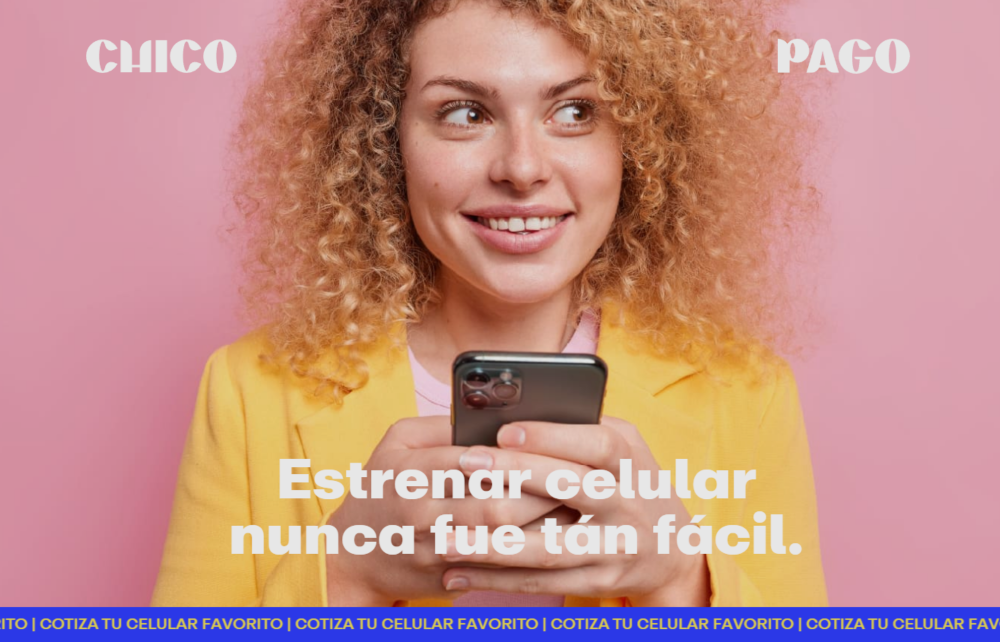 CHICO PAGO
Estrenar celular
nunca fue tán fácil.
RITO | COTIZA TU CELULAR FAVORITO | COTIZA TU CELULAR FAVORITO | COTIZA TU CELULAR FAVORITO | COTIZA TU CELULAR FAV